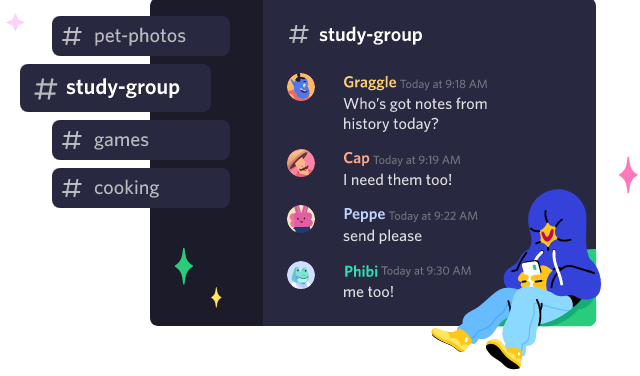 # pet-photos
# study-group
# games
# cooking
# study-group
Graggle Today at 9:18 AM
Who's got notes from
history today?
Cap Today at 9:19 AM
I need them too!
Peppe Today at 9:22 AM
send please
Phibi Today at 9:30 AM
me too!